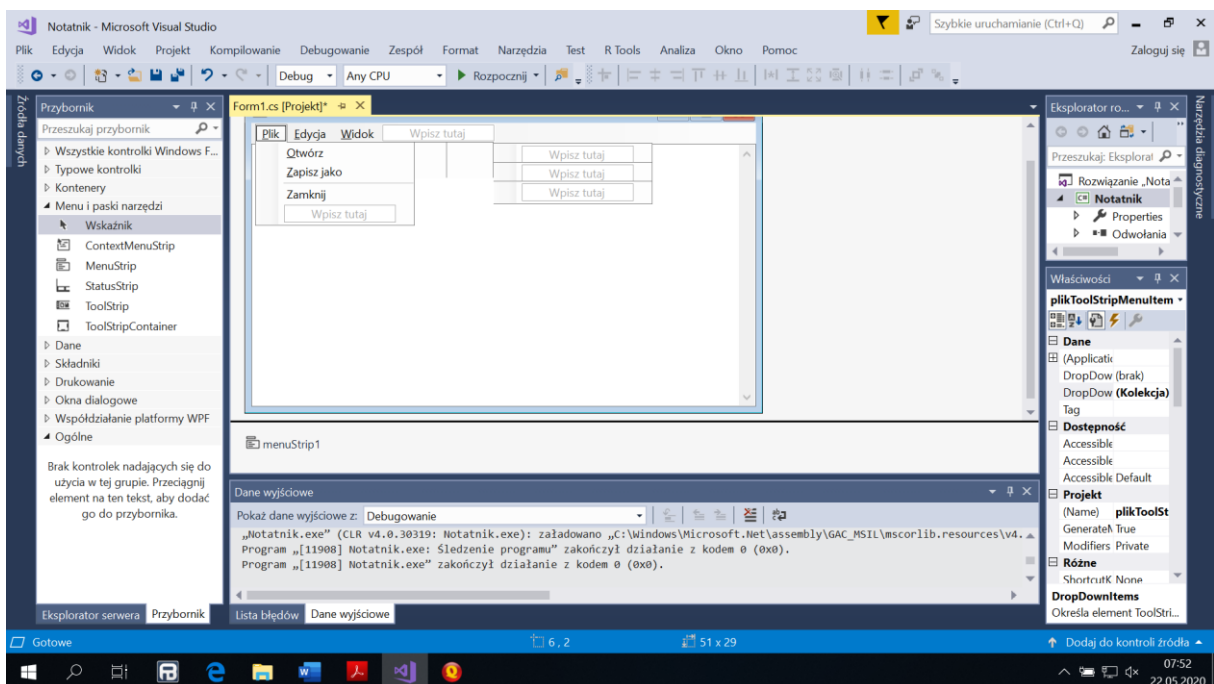 Notatnik - Microsoft Visual Studio
Szybkie uruchamianie (Ctrl+Q)
Plik Edycja Widok Projekt Kompilowanie Debugowanie Zespół Format Narzędzia Test R Tools Analiza Okno Pomoc
Zaloguj się
Debug Any CPU Rozpocznij
Źródła danych
Przybornik
Przeszukaj przybornik
Wszystkie kontrolki Windows F...
Typowe kontrolki
Kontenery
Menu i paski narzędzi
Wskaźnik
ContextMenuStrip
MenuStrip
StatusStrip
ToolStrip
ToolStripContainer
Dane
Składniki
Drukowanie
Okna dialogowe
Współdziałanie platformy WPF
Ogólne
Brak kontrolek nadających się do
użycia w tej grupie. Przeciągnij
element na ten tekst, aby dodać
go do przybornika.
Eksplorator serwera Przybornik
Form1.cs [Projekt]*
Plik Edycja Widok Wpisz tutaj
Otwórz
Zapisz jako
Zamknij
Wpisz tutaj
Wpisz tutaj
Wpisz tutaj
Wpisz tutaj
menuStrip1
Dane wyjściowe
Pokaż dane wyjściowe z: Debugowanie
„Notatnik.exe” (CLR v4.0.30319: Notatnik.exe): załadowano „C:\Windows\Microsoft.Net\assembly\GAC_MSIL\mscorlib.resources\v4.
Program „[11908] Notatnik.exe: Śledzenie programu” zakończył działanie z kodem 0 (0x0).
Program „[11908] Notatnik.exe” zakończył działanie z kodem 0 (0x0).
Lista błędów Dane wyjściowe
Eksplorator ro...
Przeszukaj: Eksplorat
Rozwiązanie „Nota
Notatnik
Properties
Odwołania
Narzędzia diagnostyczne
Właściwości
plikToolStripMenuItem
Dane
(Applicatic
DropDow (brak)
DropDow (Kolekcja)
Tag
Dostępność
Accessible
Accessible
Accessible Default
Projekt
(Name) plikToolSt
GenerateM True
Modifiers Private
Różne
ShortcutK None
DropDownItems
Określa element ToolStri...
Gotowe
6 , 2
51 x 29
Dodaj do kontroli źródła
07:52
22.05.2020